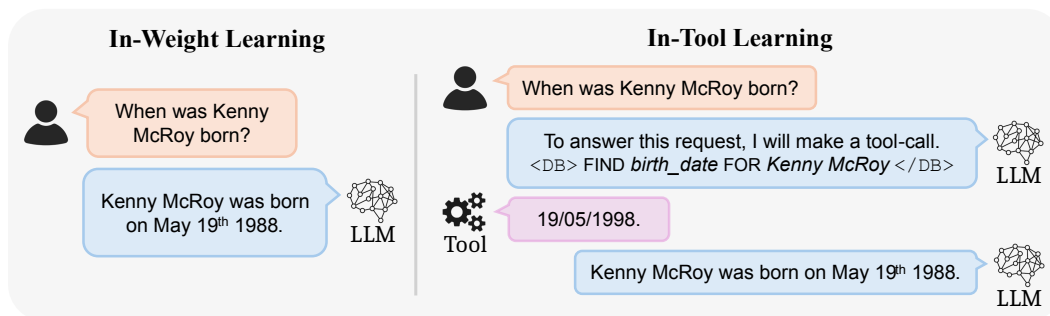 In-Weight Learning
When was Kenny
McRoy born?
Kenny McRoy was born
on May 19th 1988.
LLM
In-Tool Learning
When was Kenny McRoy born?
To answer this request, I will make a tool-call.
<DB> FIND birth_date FOR Kenny McRoy </DB>
LLM
Tool
19/05/1998.
Kenny McRoy was born on May 19th 1988.
LLM